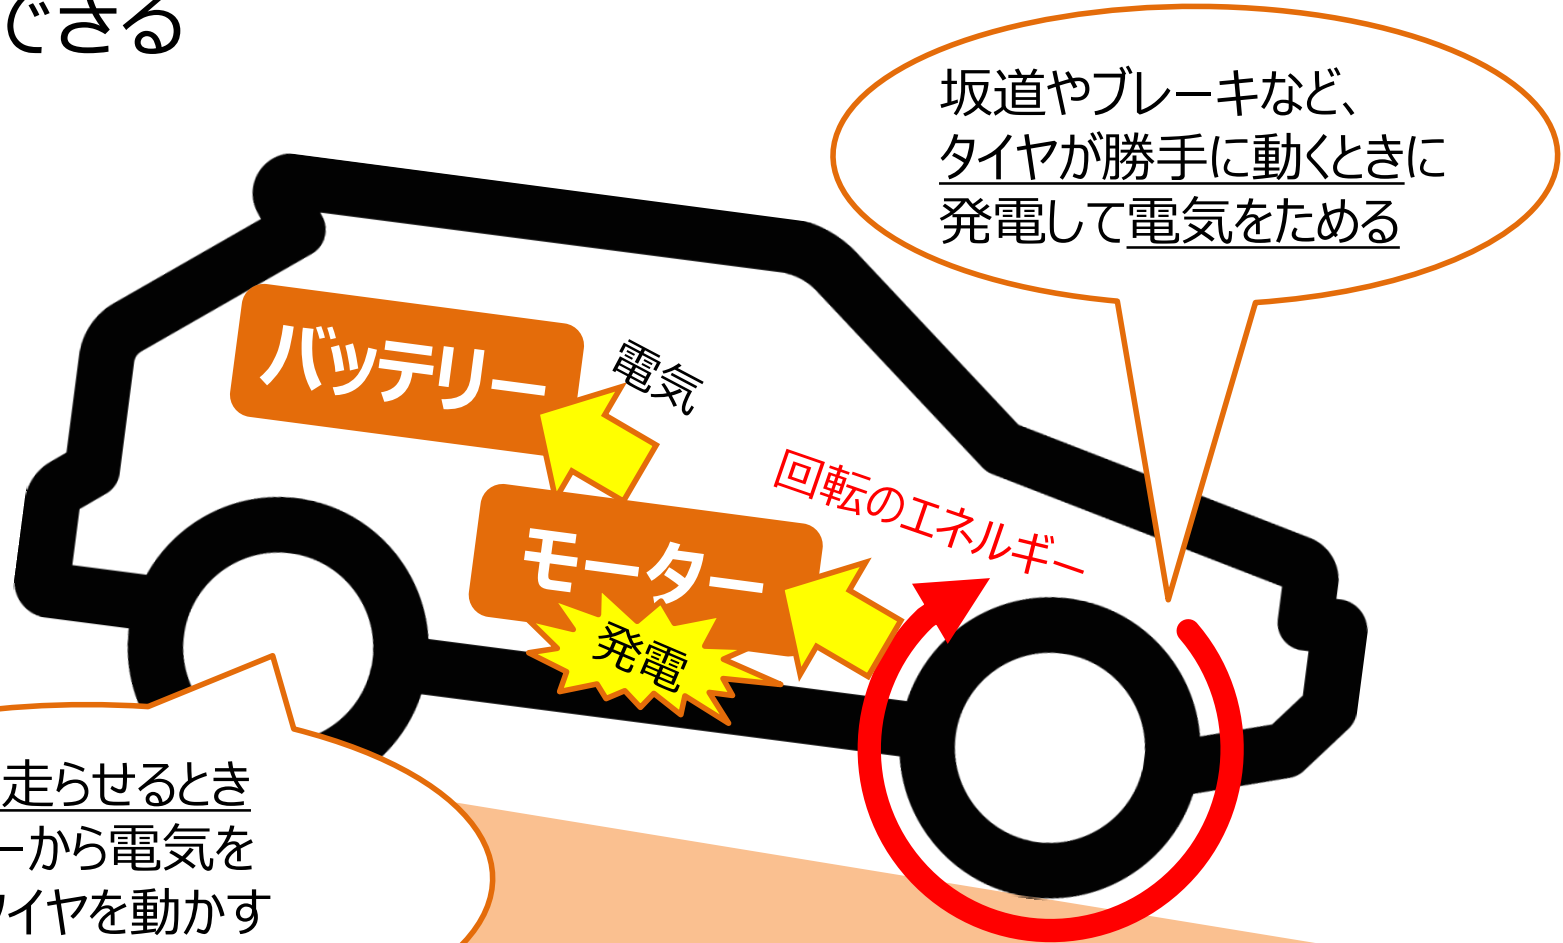 できる
坂道やブレーキなど、
タイヤが勝手に動くときに
発電して電気をためる
バッテリー
電気
回転のエネルギー
モーター
発電
走らせるとき
ーから電気を
タイヤを動かす